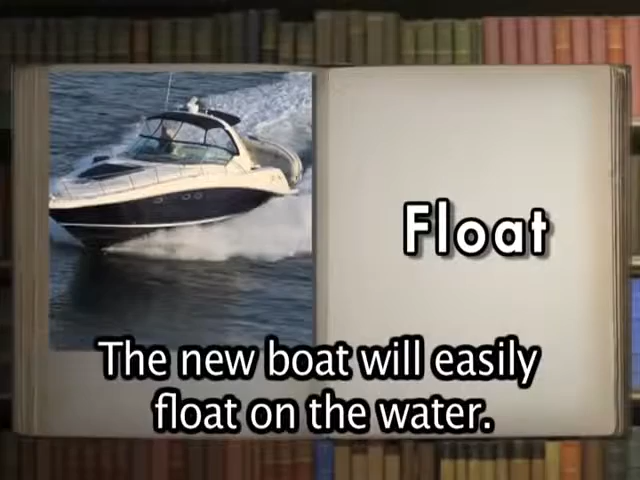 Float
The new boat will easily
float on the water.